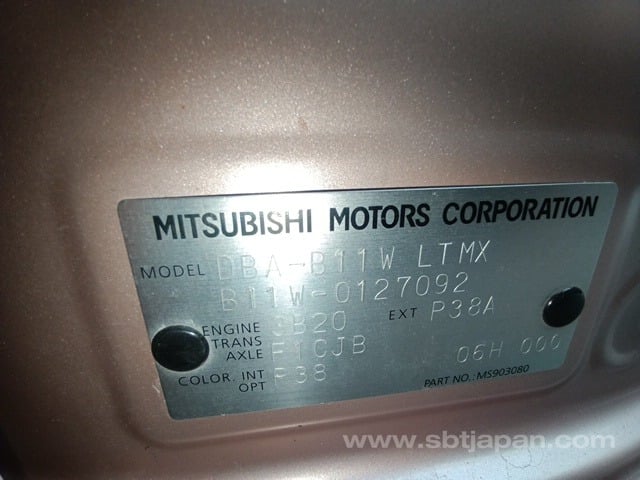 MITSUBISHI MOTORS CORPORATION
MODEL DBA-B11W LTMX
B11W-0127092
ENGINE 3B20 EXT P38A
TRANS
AXLE F1CJB 06H 000
COLOR. INT P38
OPT PART NO.: MS903080
www.sbtjapan.com